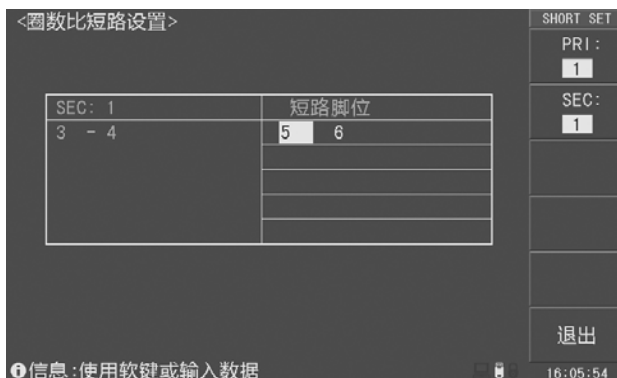 <圈数比短路设置>
SHORT SET
PRI:
1
SEC:
1
SEC: 1 短路脚位
3 - 4 5 6
退出
信息:使用软键或输入数据
16:05:54